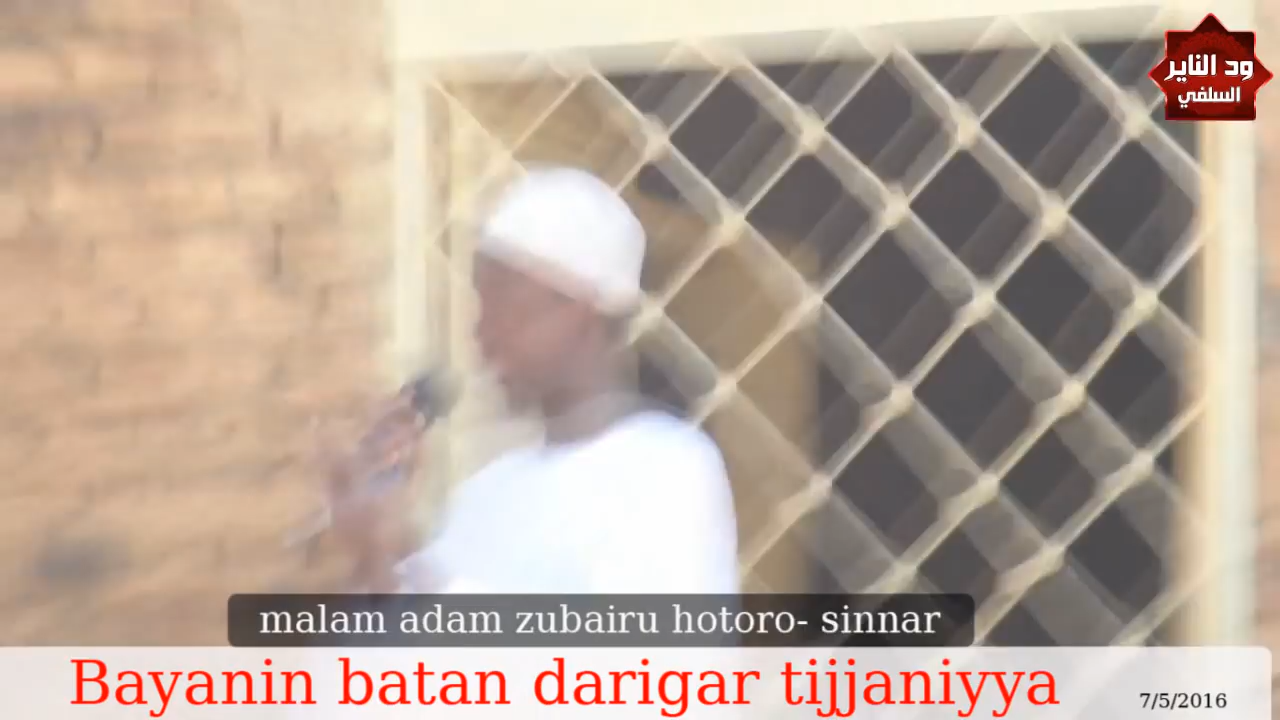 ود الناير
السلفي
malam adam zubairu hotoro- sinnar
Bayanin batan darigar tijjaniyya
7/5/2016